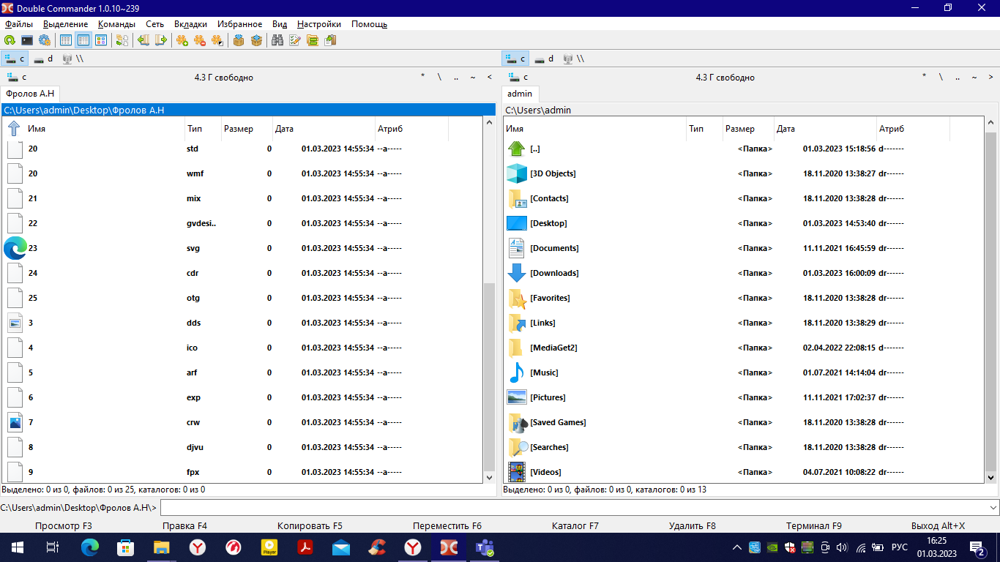 Double Commander 1.0.10~239
Файлы Выделение Команды Сеть Вкладки Избранное Вид Настройки Помощь
c d \\ c d \\
c 4.3 Г свободно * \ .. ~ < c 4.3 Г свободно * \ .. ~ >
Фролов А.Н admin
C:\Users\admin\Desktop\Фролов А.Н C:\Users\admin
Имя Тип Размер Дата Атриб Имя Тип Размер Дата Атриб
20 std 0 01.03.2023 14:55:34 --a----- [..] <Папка> 01.03.2023 15:18:56 d-------
20 wmf 0 01.03.2023 14:55:34 --a----- [3D Objects] <Папка> 18.11.2020 13:38:27 dr------
21 mix 0 01.03.2023 14:55:34 --a----- [Contacts] <Папка> 18.11.2020 13:38:28 dr------
22 gvdesi.. 0 01.03.2023 14:55:34 --a----- [Desktop] <Папка> 01.03.2023 14:53:40 dr------
23 svg 0 01.03.2023 14:55:34 --a----- [Documents] <Папка> 11.11.2021 16:45:59 dr------
24 cdr 0 01.03.2023 14:55:34 --a----- [Downloads] <Папка> 01.03.2023 16:00:09 dr------
25 otg 0 01.03.2023 14:55:34 --a----- [Favorites] <Папка> 18.11.2020 13:38:28 dr------
3 dds 0 01.03.2023 14:55:34 --a----- [Links] <Папка> 18.11.2020 13:38:29 dr------
4 ico 0 01.03.2023 14:55:34 --a----- [MediaGet2] <Папка> 02.04.2022 22:08:15 d-------
5 arf 0 01.03.2023 14:55:34 --a----- [Music] <Папка> 01.07.2021 14:14:04 dr------
6 exp 0 01.03.2023 14:55:34 --a----- [Pictures] <Папка> 11.11.2021 17:02:37 dr------
7 crw 0 01.03.2023 14:55:34 --a----- [Saved Games] <Папка> 18.11.2020 13:38:28 dr------
8 djvu 0 01.03.2023 14:55:34 --a----- [Searches] <Папка> 18.11.2020 13:38:28 dr------
9 fpx 0 01.03.2023 14:55:34 --a----- [Videos] <Папка> 04.07.2021 10:08:22 dr------
Выделено: 0 из 0, файлов: 0 из 25, каталогов: 0 из 0 Выделено: 0 из 0, файлов: 0 из 0, каталогов: 0 из 13
C:\Users\admin\Desktop\Фролов А.Н\>
Просмотр F3 Правка F4 Копировать F5 Переместить F6 Каталог F7 Удалить F8 Терминал F9 Выход Alt+X
Player РУС 16:25
01.03.2023 2